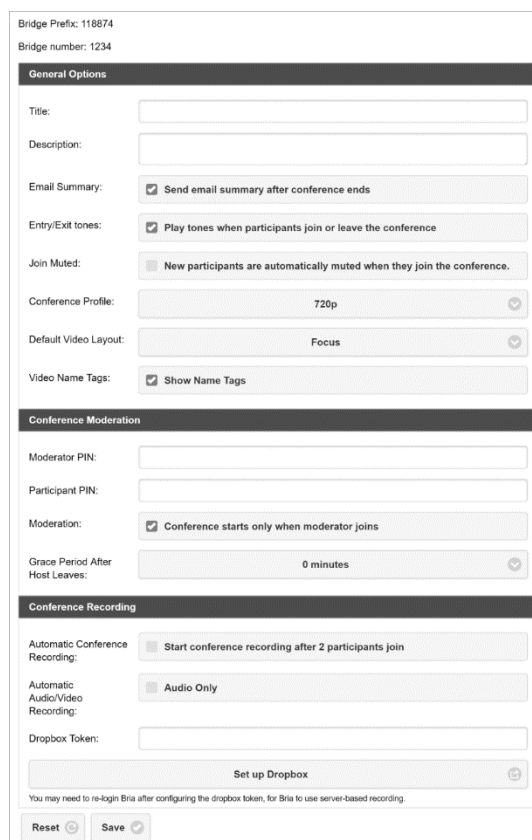 Bridge Prefix: 118874
Bridge number: 1234
General Options
Title:
Description:
Email Summary:
Send email summary after conference ends
Entry/Exit tones:
Play tones when participants join or leave the conference
Join Muted:
New participants are automatically muted when they join the conference.
Conference Profile:
720p
Default Video Layout:
Focus
Video Name Tags:
Show Name Tags
Conference Moderation
Moderator PIN:
Participant PIN:
Moderation:
Conference starts only when moderator joins
Grace Period After
Host Leaves:
0 minutes
Conference Recording
Automatic Conference
Recording:
Start conference recording after 2 participants join
Automatic
Audio/Video
Recording:
Audio Only
Dropbox Token:
Set up Dropbox
You may need to re-login Bria after configuring the dropbox token, for Bria to use server-based recording.
Reset
Save